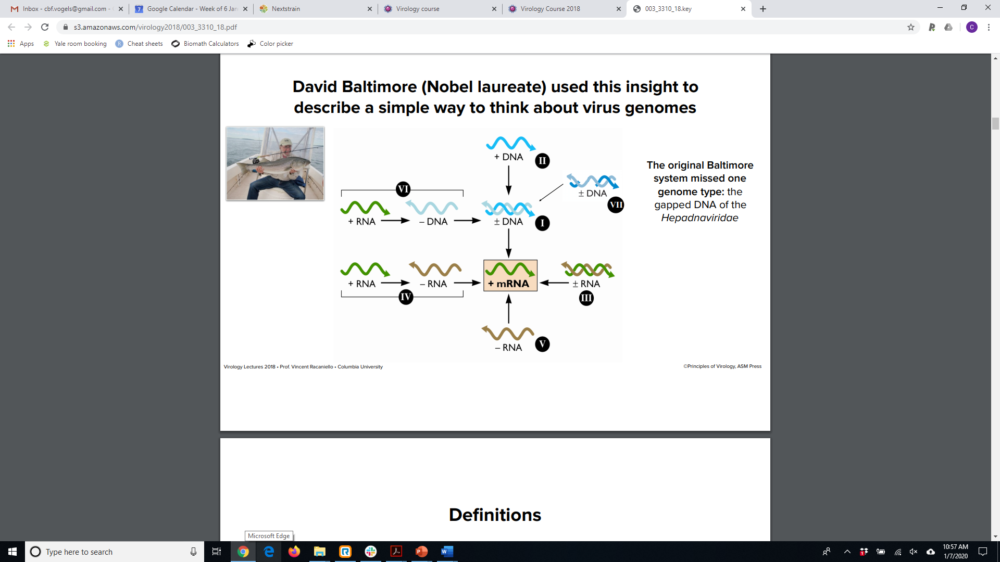 Inbox - cbf.vogels@gmail.com -
Google Calendar - Week of 6 Jan
Nextstrain
Virology course
Virology Course 2018
003_3310_18.key
s3.amazonaws.com/virology2018/003_3310_18.pdf
C
Apps
Yale room booking
R
Cheat sheets
Biomath Calculators
Color picker
David Baltimore (Nobel laureate) used this insight to
describe a simple way to think about virus genomes
+ DNA
II
± DNA
VII
The original Baltimore
system missed one
genome type: the
gapped DNA of the
Hepadnaviridae
VI
+ RNA
– DNA
± DNA
I
+ RNA
– RNA
IV
+ mRNA
± RNA
III
– RNA
V
Virology Lectures 2018 • Prof. Vincent Racaniello • Columbia University
©Principles of Virology, ASM Press
Definitions
Microsoft Edge
Type here to search
10:57 AM
1/7/2020